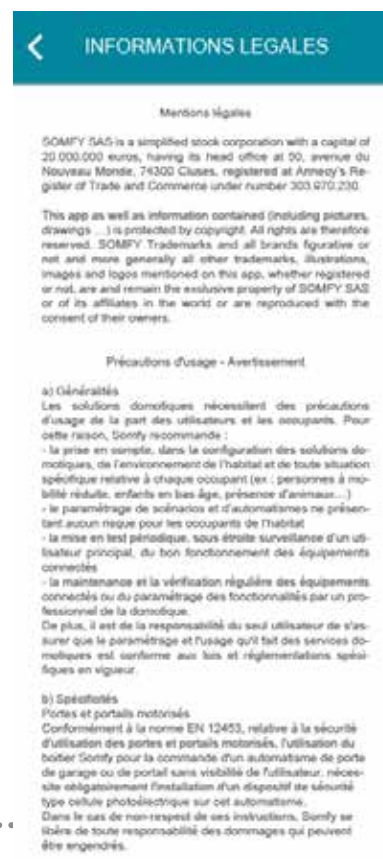 INFORMATIONS LEGALES
Mentions légales
SOMFY SAS is a simplified stock corporation with a capital of
20.000.000 euros, having its head office at 50, avenue du
Nouveau Monde, 74300 Cluses, registered at Annecy's Re-
gister of Trade and Commerce under number 303.970.230.
This app as well as information contained (including pictures,
drawings ...) is protected by copyright. All rights are therefore
reserved. SOMFY Trademarks and all brands figurative or
not and more generally all other trademarks, illustrations,
images and logos mentioned on this app, whether registered
or not, are and remain the exclusive property of SOMFY SAS
or of its affiliates in the world or are reproduced with the
consent of their owners.
Précautions d'usage - Avertissement
a) Généralités
Les solutions domotiques nécessitent des précautions
d'usage de la part des utilisateurs et les occupants. Pour
cette raison, Somfy recommande :
- la prise en compte, dans la configuration des solutions do-
motiques, de l'environnement de l'habitat et de toute situation
spécifique relative à chaque occupant (ex : personnes à mo-
bilité réduite, enfants en bas âge, présence d'animaux...)
- le paramétrage de scénarios et d'automatismes ne présen-
tant aucun risque pour les occupants de l'habitat
- la mise en test périodique, sous étroite surveillance d'un uti-
lisateur principal, du bon fonctionnement des équipements
connectés
- la maintenance et la vérification régulière des équipements
connectés ou du paramétrage des fonctionnalités par un pro-
fessionnel de la domotique.
De plus, il est de la responsabilité du seul utilisateur de s'as-
surer que le paramétrage et l'usage qu'il fait des services do-
motiques est conforme aux lois et réglementations spési-
fiques en vigueur.
b) Spésifisités
Portes et portails motorisés
Conformément à la norme EN 12453, relative à la sécurité
d'utilisation des portes et portails motorisés, l'utilisation du
boitier Somfy pour la commande d'un automatisme de porte
de garage ou de portail sans visibilité de l'utilisateur, néces-
site obligatoirement l'installation d'un dispositif de sésurité
type cellule photoélectrique sur cet automatisme.
Dans le cas de non-respest de ces instructions, Somfy se
libère de toute responsabilité des dommages qui peuvent
être engendrés.